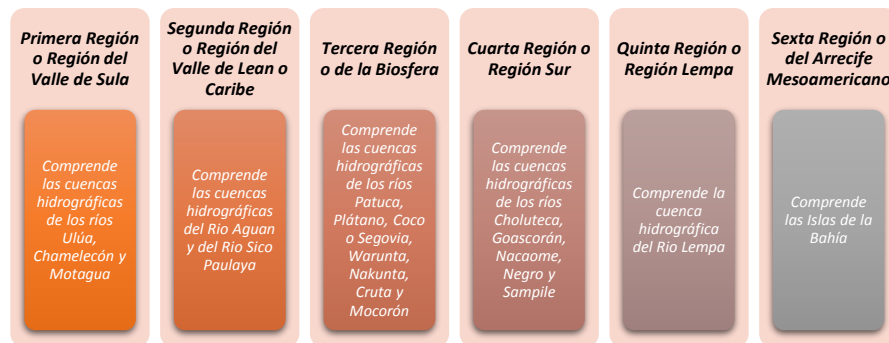 Primera Región
o Región del
Valle de Sula
Comprende
las cuencas
hidrográficas
de los ríos
Ulúa,
Chamelecón y
Motagua
Segunda Región
o Región del
Valle de Lean o
Caribe
Comprende
las cuencas
hidrográficas
del Rio Aguan
y del Rio Sico
Paulaya
Tercera Región
o de la Biosfera
Comprende
las cuencas
hidrográficas
de los ríos
Patuca,
Plátano, Coco
o Segovia,
Warunta,
Nakunta,
Cruta y
Mocorón
Cuarta Región o
Región Sur
Comprende
las cuencas
hidrográficas
de los ríos
Choluteca,
Goascorán,
Nacaome,
Negro y
Sampile
Quinta Región o
Región Lempa
Comprende la
cuenca
hidrográfica
del Rio Lempa
Sexta Región o
del Arrecife
Mesoamericano
Comprende
las Islas de la
Bahía